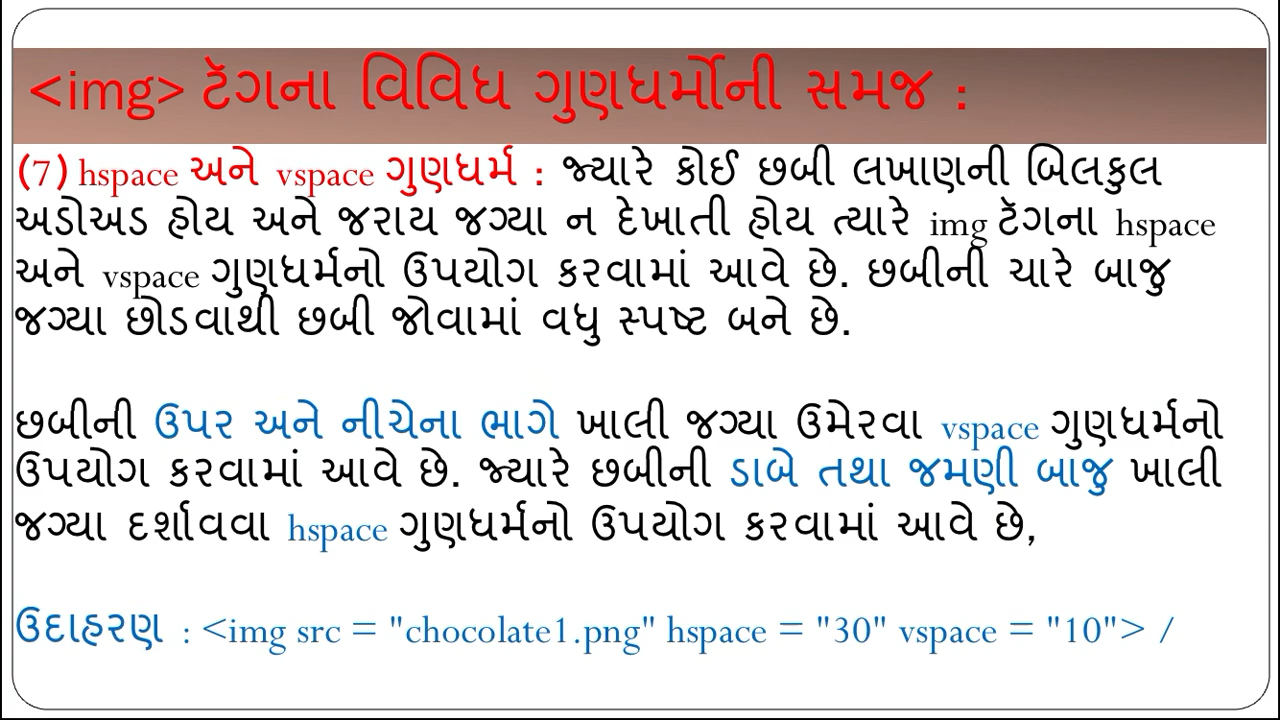 <img> ટૅગના વિવિધ ગુણધર્મોની સમજ :
(7) hspace અને vspace ગુણધર્મ : જ્યારે કોઈ છબી લખાણની બિલકુલ
અડોઅડ હોય અને જરાય જગ્યા ન દેખાતી હોય ત્યારે img ટૅગના hspace
અને vspace ગુણધર્મનો ઉપયોગ કરવામાં આવે છે. છબીની ચારે બાજુ
જગ્યા છોડવાથી છબી જોવામાં વધુ સ્પષ્ટ બને છે.
છબીની ઉપર અને નીચેના ભાગે ખાલી જગ્યા ઉમેરવા vspace ગુણધર્મનો
ઉપયોગ કરવામાં આવે છે. જ્યારે છબીની ડાબે તથા જમણી બાજુ ખાલી
જગ્યા દર્શાવવા hspace ગુણધર્મનો ઉપયોગ કરવામાં આવે છે,
ઉદાહરણ : <img src = "chocolate1.png" hspace = "30" vspace = "10"> /